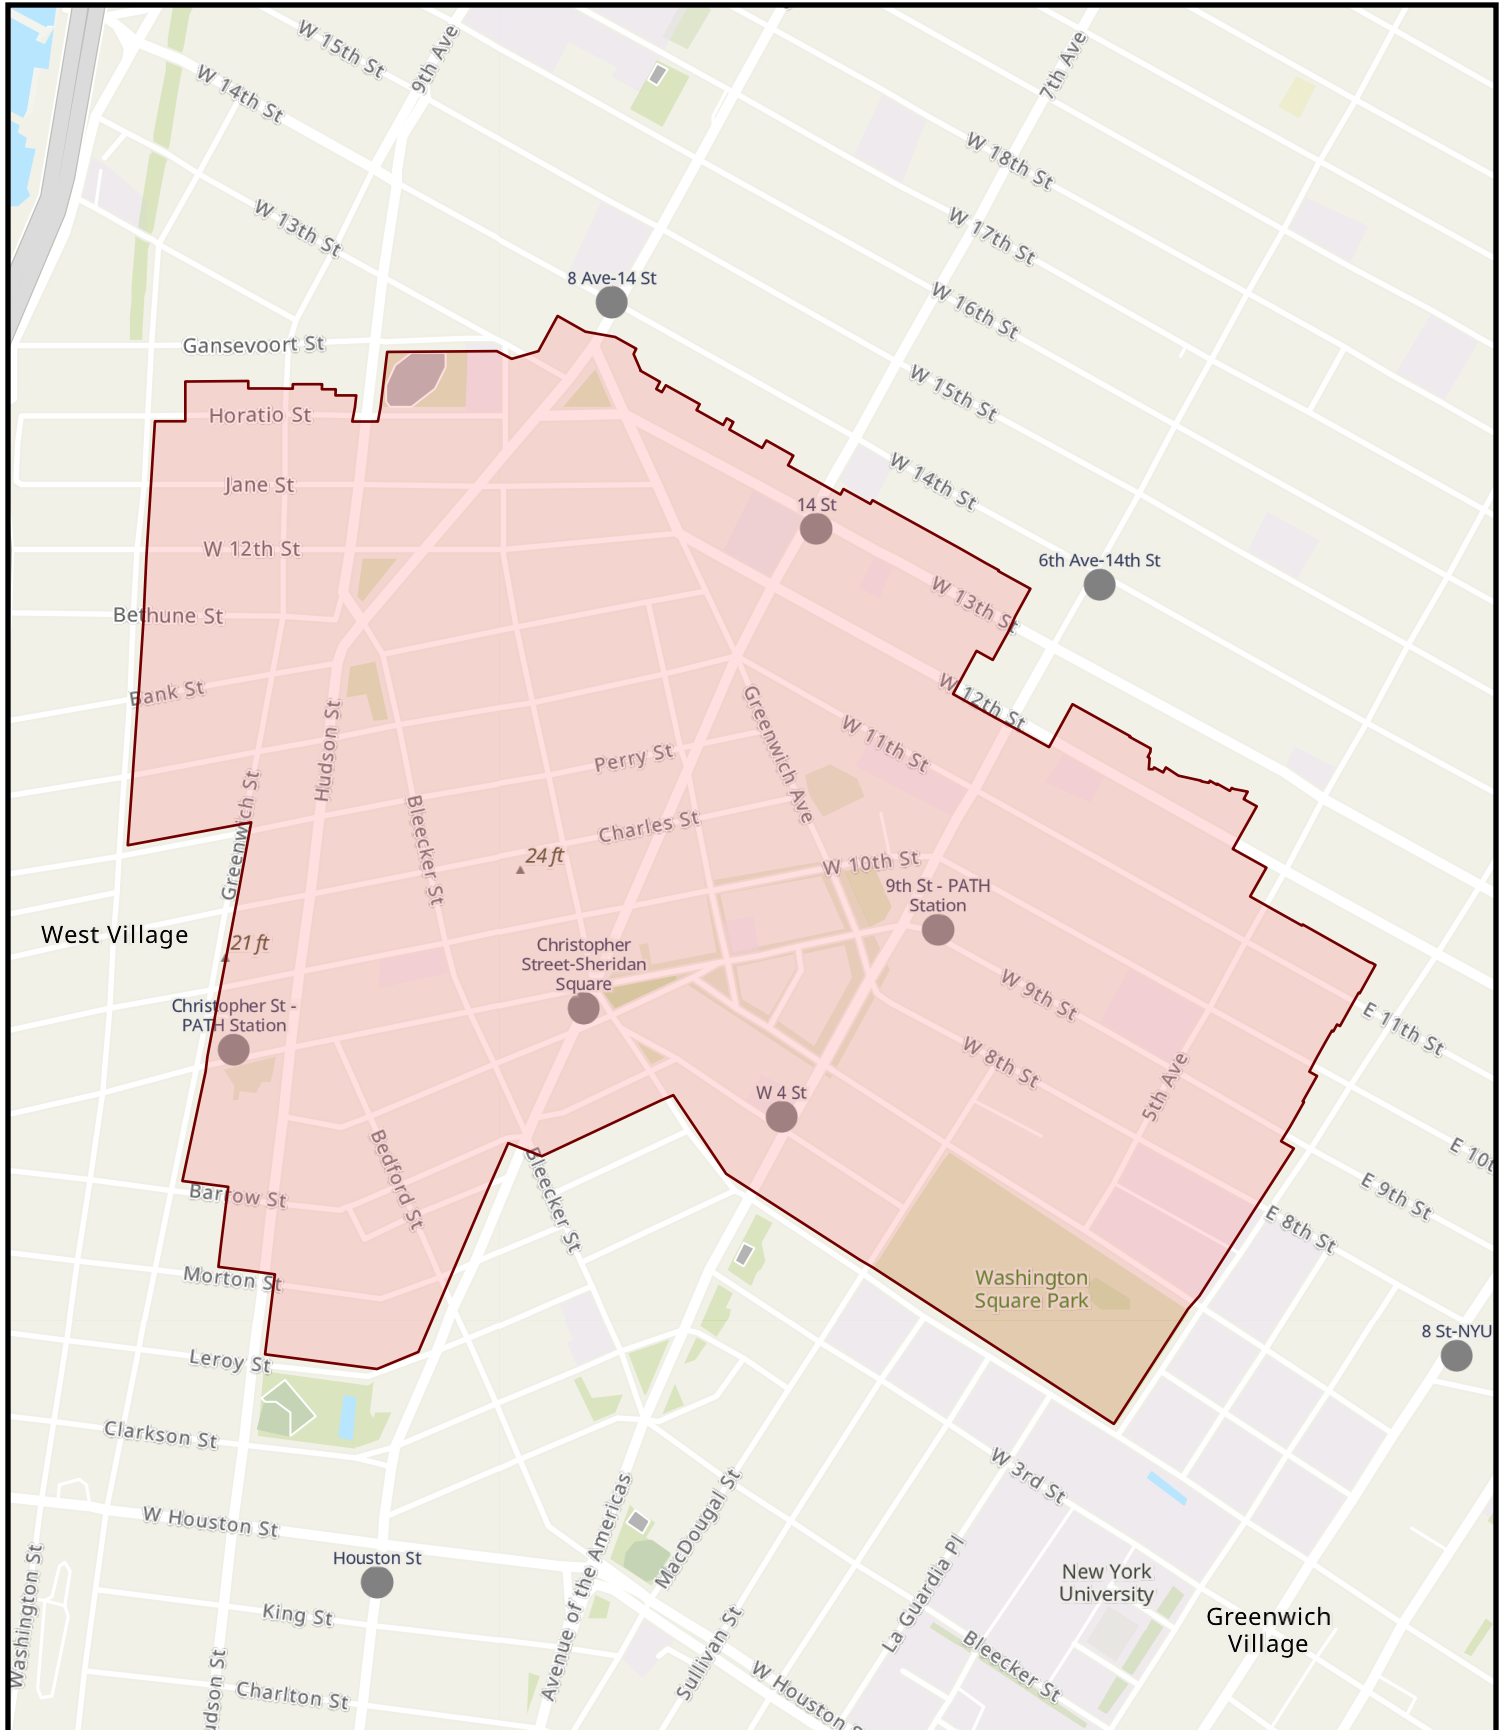 W 15th St
9th Ave
7th Ave
W 14th St
W 18th St
W 13th St
W 17th St
8 Ave-14 St
W 16th St
Gansevoort St
W 15th St
Horatio St
W 14th St
Jane St
14 St
W 12th St
6th Ave-14th St
W 13th St
Bethune St
Bank St
W 12th St
Hudson St
Greenwich Ave
W 11th St
Perry St
Greenwich St
Bleecker St
Charles St
24 ft
W 10th St
9th St - PATH
Station
West Village
21 ft
Christopher
Street-Sheridan
Square
W 9th St
Christopher St -
PATH Station
E 11th St
W 8th St
5th Ave
W 4 St
E 10t
Bedford St
Barrow St
Bleecker St
E 9th St
E 8th St
Morton St
Washington
Square Park
8 St-NYU
Leroy St
Clarkson St
W 3rd St
W Houston St
Avenue of the Americas
MacDougal St
Houston St
La Guardia Pl
New York
University
Washington St
King St
Greenwich
Village
Sullivan St
Bleecker St
W Houston S
Charlton St
udson St